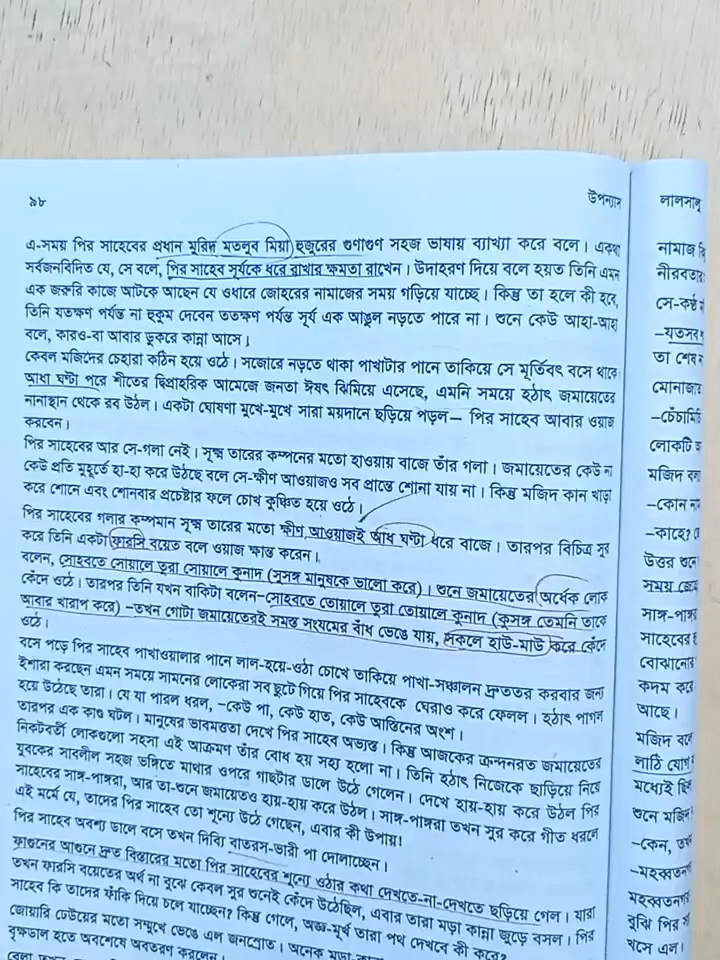 ৯৮
উপন্যাস
এ-সময় পির সাহেবের প্রধান মুরিদ মতলুব মিয়া হুজুরের গুণাগুণ সহজ ভাষায় ব্যাখ্যা করে বলে। একথা
সর্বজনবিদিত যে, সে বলে, পির সাহেব সূর্যকে ধরে রাখার ক্ষমতা রাখেন। উদাহরণ দিয়ে বলে হয়ত তিনি এমন
এক জরুরি কাজে আটকে আছেন যে ওধারে জোহরের নামাজের সময় গড়িয়ে যাচ্ছে। কিন্তু তা হলে কী হবে,
তিনি যতক্ষণ পর্যন্ত না হুকুম দেবেন ততক্ষণ পর্যন্ত সূর্য এক আঙুল নড়তে পারে না। শুনে কেউ আহা-আহা
বলে, কারও-বা আবার ডুকরে কান্না আসে।
কেবল মজিদের চেহারা কঠিন হয়ে ওঠে। সজোরে নড়তে থাকা পাখাটার পানে তাকিয়ে সে মূর্তিবৎ বসে থাকে।
আধা ঘন্টা পরে শীতের দ্বিপ্রাহরিক আমেজে জনতা ঈষৎ ঝিমিয়ে এসেছে, এমনি সময়ে হঠাৎ জমায়েতের
নানাস্থান থেকে রব উঠল। একটা ঘোষণা মুখে-মুখে সারা ময়দানে ছড়িয়ে পড়ল— পির সাহেব আবার ওয়াজ
করবেন।
পির সাহেবের আর সে-গলা নেই। সূক্ষ্ম তারের কম্পনের মতো হাওয়ায় বাজে তাঁর গলা। জমায়েতের কেউ না
কেউ প্রতি মুহূর্তে হা-হা করে উঠছে বলে সে-ক্ষীণ আওয়াজও সব প্রান্তে শোনা যায় না। কিন্তু মজিদ কান খাড়া
করে শোনে এবং শোনবার প্রচেষ্টার ফলে চোখ কুঞ্চিত হয়ে ওঠে।
পির সাহেবের গলার কম্পমান সূক্ষ্ম তারের মতো ক্ষীণ আওয়াজই আধ ঘণ্টা ধরে বাজে। তারপর বিচিত্র সুর
করে তিনি একটা ফারসি বয়েত বলে ওয়াজ ক্ষান্ত করেন।
বলেন, সোহবতে সোয়ালে তুরা সোয়ালে কুনাদ (সুসঙ্গ মানুষকে ভালো করে)। শুনে জমায়েতের অর্ধেক লোক
কেঁদে ওঠে। তারপর তিনি যখন বাকিটা বলেন–সোহবতে তোয়ালে তুরা তোয়ালে কুনাদ (কুসঙ্গ তেমনি তাকে
আবার খারাপ করে) –তখন গোটা জমায়েতেরই সমস্ত সংযমের বাঁধ ভেঙে যায়, সকলে হাউ-মাউ করে কেঁদে
ওঠে।
বসে পড়ে পির সাহেব পাখাওয়ালার পানে লাল-হয়ে-ওঠা চোখে তাকিয়ে পাখা-সঞ্চালন দ্রুততর করবার জন্য
ইশারা করছেন এমন সময়ে সামনের লোকেরা সব ছুটে গিয়ে পির সাহেবকে ঘেরাও করে ফেলল। হঠাৎ পাগল
হয়ে উঠেছে তারা। যে যা পারল ধরল, –কেউ পা, কেউ হাত, কেউ আস্তিনের অংশ।
তারপর এক কাণ্ড ঘটল। মানুষের ভাবমত্ততা দেখে পির সাহেব অভ্যস্ত। কিন্তু আজকের ক্রন্দনরত জমায়েতের
নিকটবর্তী লোকগুলো সহসা এই আক্রমণ তাঁর বোধ হয় সহ্য হলো না। তিনি হঠাৎ নিজেকে ছাড়িয়ে নিয়ে
যুবকের সাবলীল সহজ ভঙ্গিতে মাথার ওপরে গাছটার ডালে উঠে গেলেন। দেখে হায়-হায় করে উঠল পির
সাহেবের সাঙ্গ-পাঙ্গরা, আর তা-শুনে জমায়েতও হায়-হায় করে উঠল। সাঙ্গ-পাঙ্গরা তখন সুর করে গীত ধরলে
এই মর্মে যে, তাদের পির সাহেব তো শূন্যে উঠে গেছেন, এবার কী উপায়!
পির সাহেব অবশ্য ডালে বসে তখন দিব্যি বাতরস-ভারী পা দোলাচ্ছেন।
ফাগুনের আগুনে দ্রুত বিস্তারের মতো পির সাহেবের শূন্যে ওঠার কথা দেখতে-না-দেখতে ছড়িয়ে গেল। যারা
তখন ফারসি বয়েতের অর্থ না বুঝে কেবল সুর শুনেই কেঁদে উঠেছিল, এবার তারা মড়া কান্না জুড়ে বসল। পির
সাহেব কি তাদের ফাঁকি দিয়ে চলে যাচ্ছেন? কিন্তু গেলে, অজ্ঞ-মূর্খ তারা পথ দেখবে কী করে?
জোয়ারি ঢেউয়ের মতো সম্মুখে ভেঙে এল জনস্রোত। অনেক মড়া-কান্না
বৃক্ষডাল হতে অবশেষে অবতরণ করলেন।
লালসালু
নামাজ
নীরবতার
সে-কণ্ঠ
–যতসব
তা শেষ
মোনাজা
–চেঁচামি
লোকটি
মজিদ বল
–কোন
–কাহে?
উত্তর শুনে
সময়
সাঙ্গ-পাঙ্গ
সাহেবের
বোঝানোর
কদম করে
আছে।
মজিদ বলে
লাঠি যোগ
মধ্যেই ছি
শুনে মজিদ
–কেন,
–মহব্বতনগর
মহব্বতনগ
বুঝি পির সা
খসে এল।